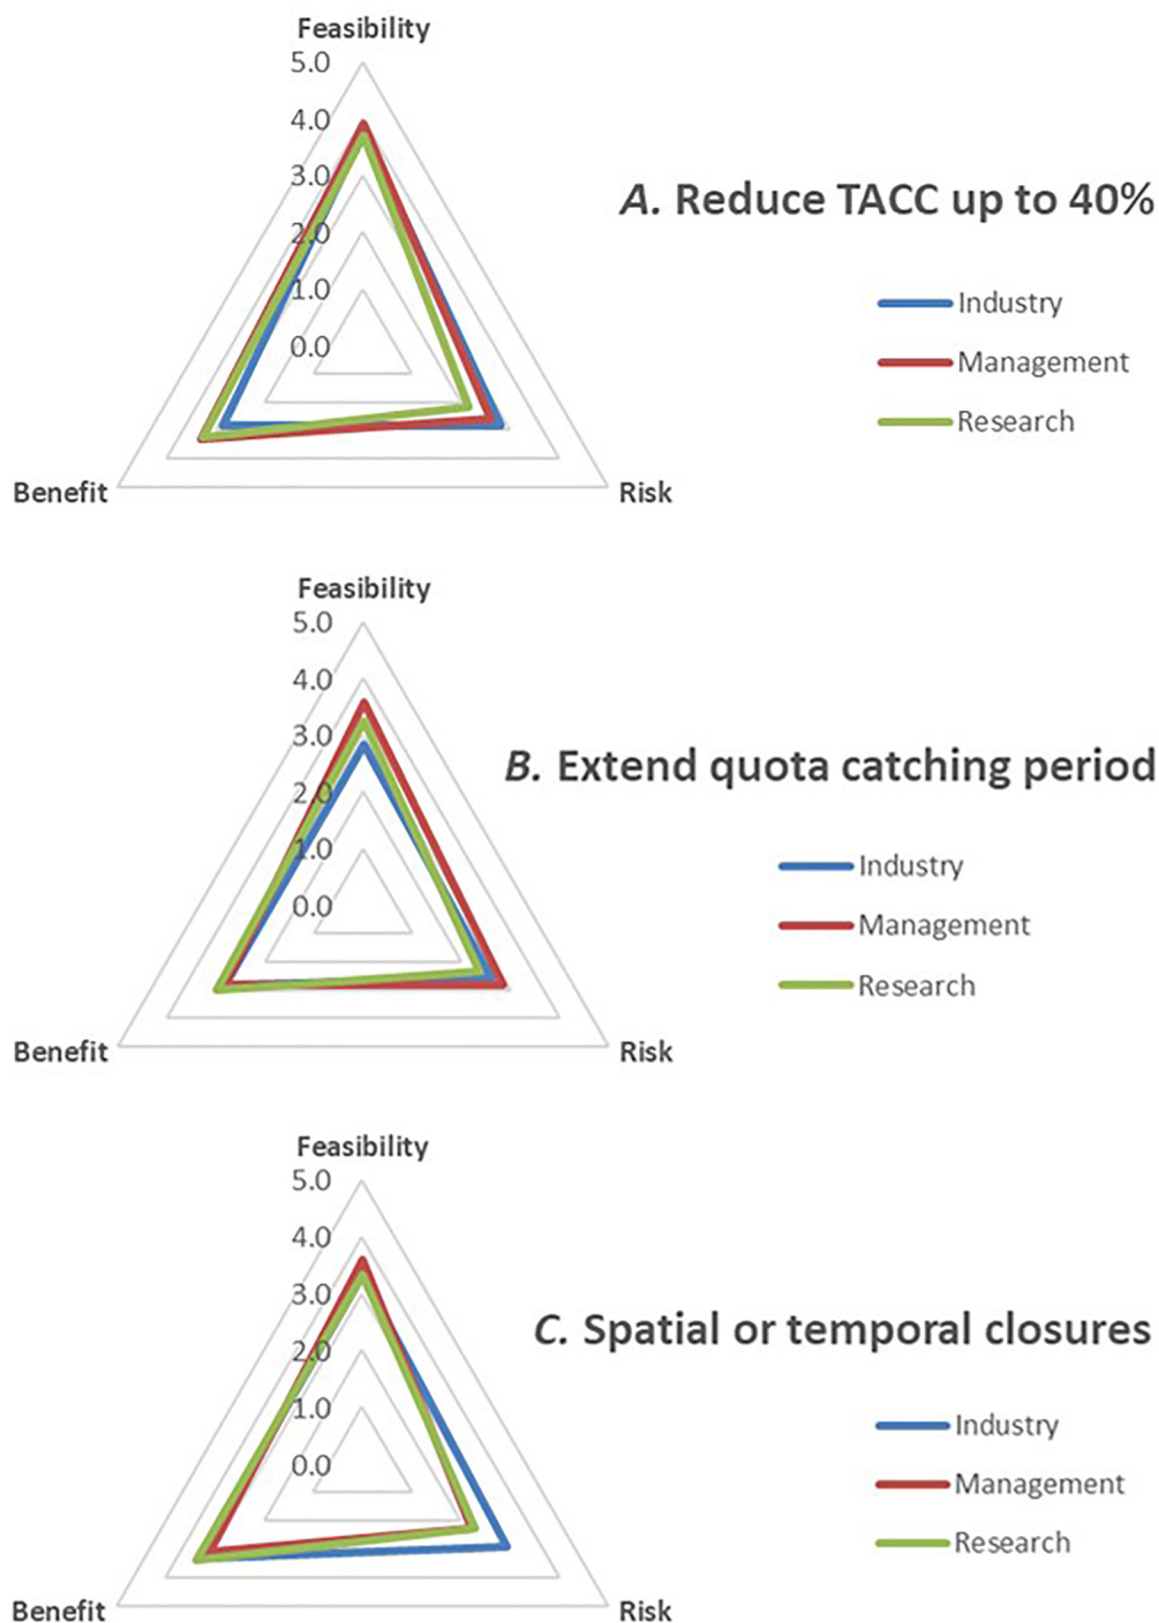 Feasibility
5.0
4.0
3.0
2.0
1.0
0.0
Benefit
Risk
A. Reduce TACC up to 40%
Industry
Management
Research
Feasibility
5.0
4.0
3.0
2.0
1.0
0.0
Benefit
Risk
B. Extend quota catching period
Industry
Management
Research
Feasibility
5.0
4.0
3.0
2.0
1.0
0.0
Benefit
Risk
C. Spatial or temporal closures
Industry
Management
Research